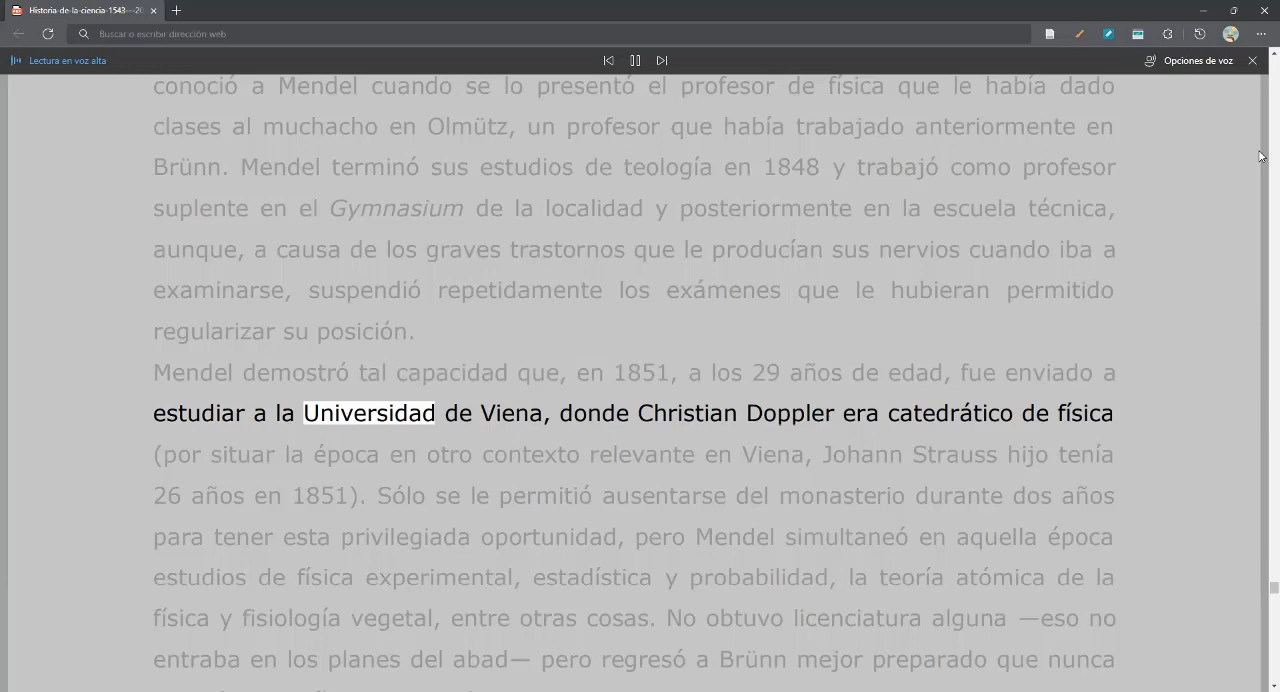 Historia-de-la-ciencia-1543---20
Buscar o escribir dirección web
Lectura en voz alta
Opciones de voz
conoció a Mendel cuando se lo presentó el profesor de física que le había dado
clases al muchacho en Olmütz, un profesor que había trabajado anteriormente en
Brünn. Mendel terminó sus estudios de teología en 1848 y trabajó como profesor
suplente en el Gymnasium de la localidad y posteriormente en la escuela técnica,
aunque, a causa de los graves trastornos que le producían sus nervios cuando iba a
examinarse, suspendió repetidamente los exámenes que le hubieran permitido
regularizar su posición.
Mendel demostró tal capacidad que, en 1851, a los 29 años de edad, fue enviado a
estudiar a la Universidad de Viena, donde Christian Doppler era catedrático de física
(por situar la época en otro contexto relevante en Viena, Johann Strauss hijo tenía
26 años en 1851). Sólo se le permitió ausentarse del monasterio durante dos años
para tener esta privilegiada oportunidad, pero Mendel simultaneó en aquella época
estudios de física experimental, estadística y probabilidad, la teoría atómica de la
física y fisiología vegetal, entre otras cosas. No obtuvo licenciatura alguna —eso no
entraba en los planes del abad— pero regresó a Brünn mejor preparado que nunca